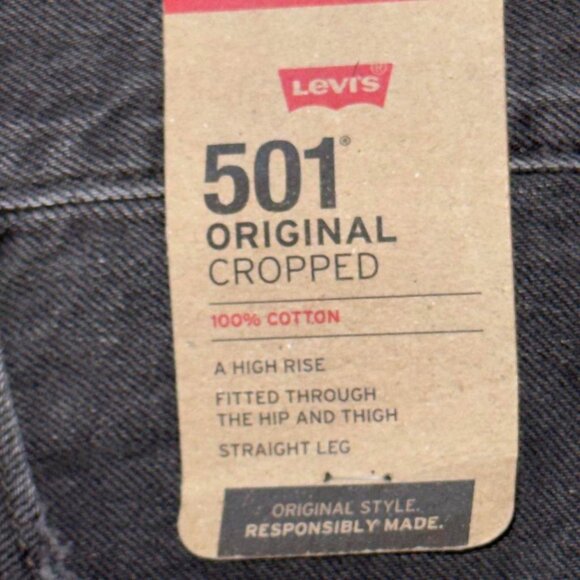 Levi's®
501®
ORIGINAL
CROPPED
100% COTTON
A HIGH RISE
FITTED THROUGH
THE HIP AND THIGH
STRAIGHT LEG
ORIGINAL STYLE.
RESPONSIBLY MADE.